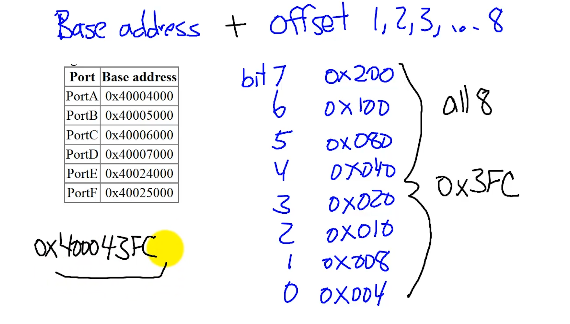 Base address + offset 1, 2, 3, ... 8
Port Base address
PortA 0x40004000
PortB 0x40005000
PortC 0x40006000
PortD 0x40007000
PortE 0x40024000
PortF 0x40025000
0x400043FC
bit 7 0x200
6 0x100
5 0x080
4 0x040
3 0x020
2 0x010
1 0x008
0 0x004
all 8
0x3FC